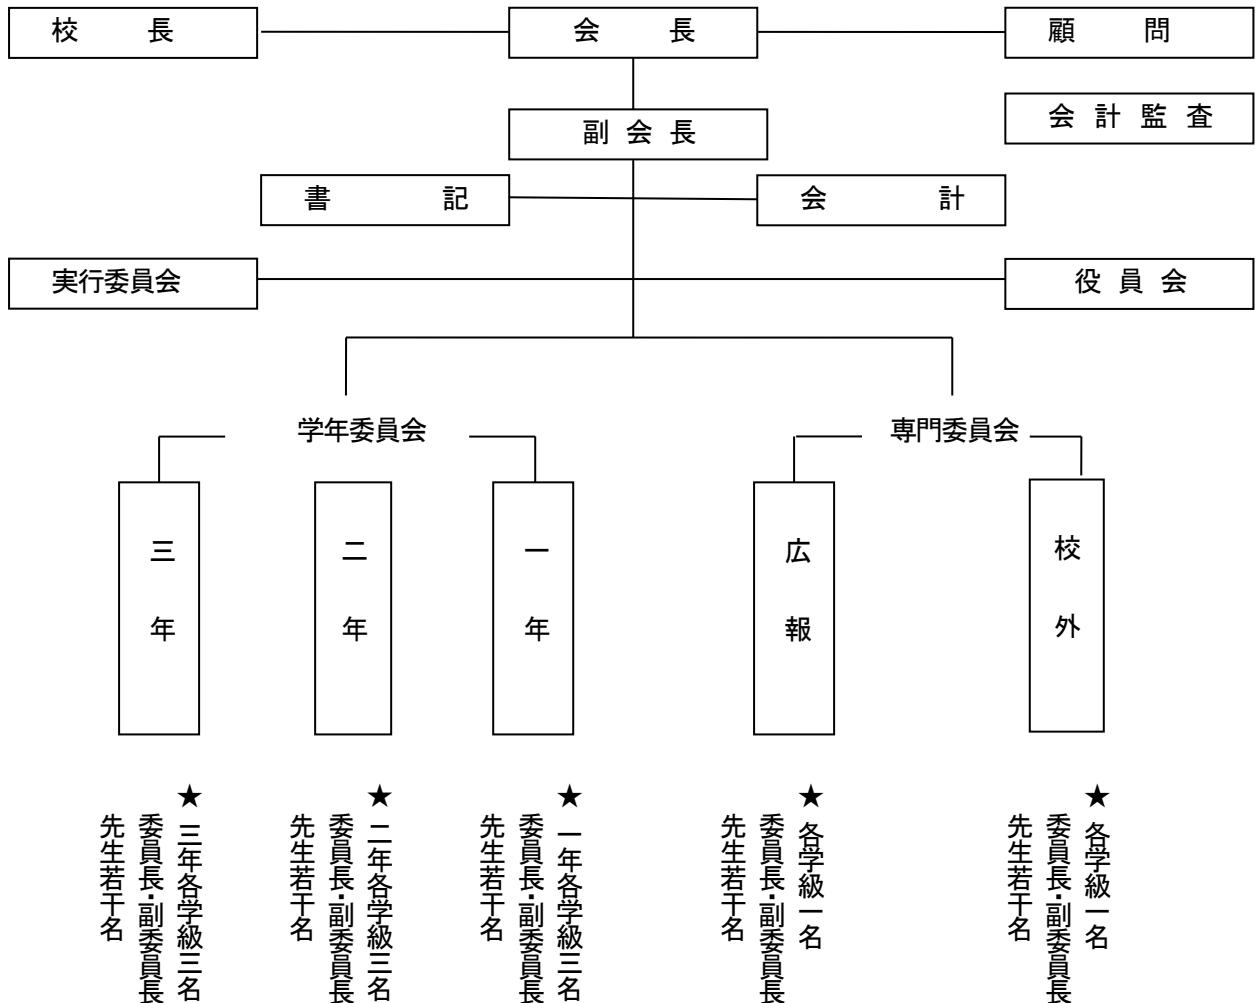 校長
会長
顧問
会計監査
副会長
書記
会計
実行委員会
役員会
学年委員会
専門委員会
三年
二年
一年
広報
校外
★三年各学級三名
委員長・副委員長
先生若干名
★二年各学級三名
委員長・副委員長
先生若干名
★一年各学級三名
委員長・副委員長
先生若干名
★各学級一名
委員長・副委員長
先生若干名
★各学級一名
委員長・副委員長
先生若干名